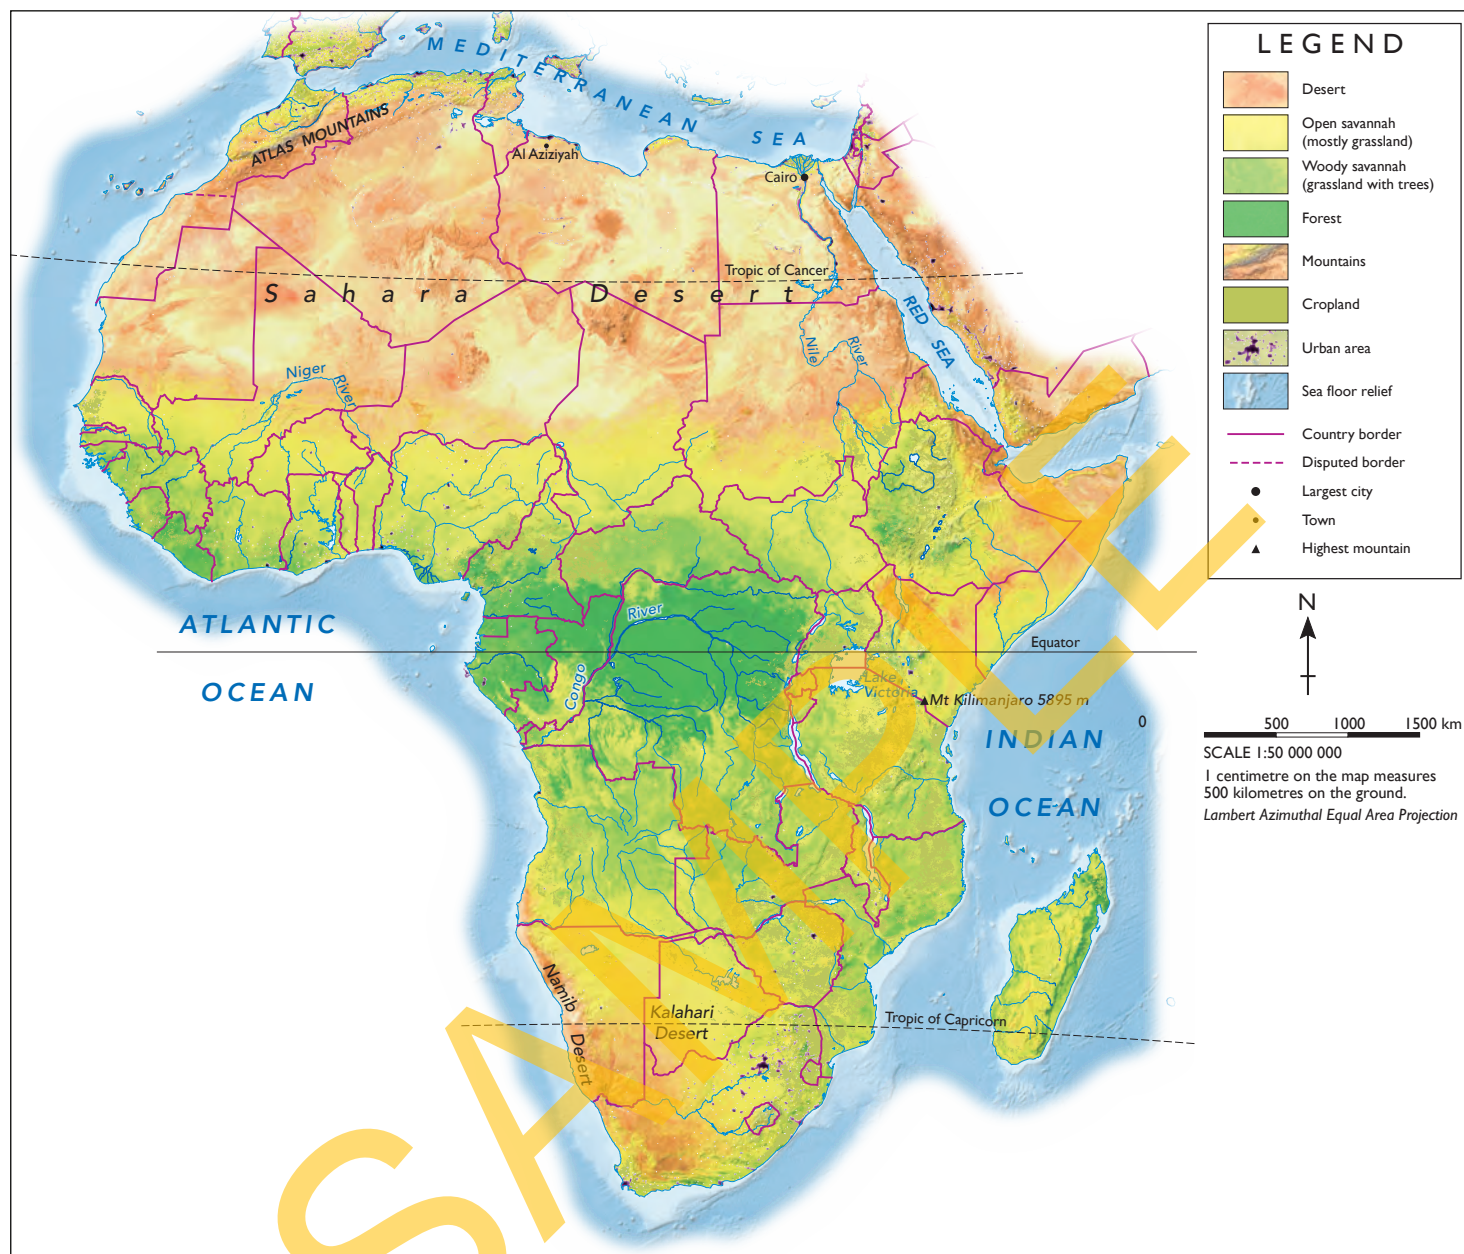 MEDITERRANEAN SEA
ATLAS MOUNTAINS
Al Aziziyah
Cairo
Tropic of Cancer
Sahara Desert
RED SEA
Nile River
Niger River
ATLANTIC
OCEAN
River
Congo
Equator
Lake
Victoria
Mt Kilimanjaro 5895 m
INDIAN
OCEAN
Namib Desert
Kalahari
Desert
Tropic of Capricorn
SAMPLE
LEGEND
Desert
Open savannah
(mostly grassland)
Woody savannah
(grassland with trees)
Forest
Mountains
Cropland
Urban area
Sea floor relief
Country border
Disputed border
Largest city
Town
Highest mountain
N
0 500 1000 1500 km
SCALE 1:50 000 000
1 centimetre on the map measures
500 kilometres on the ground.
Lambert Azimuthal Equal Area Projection